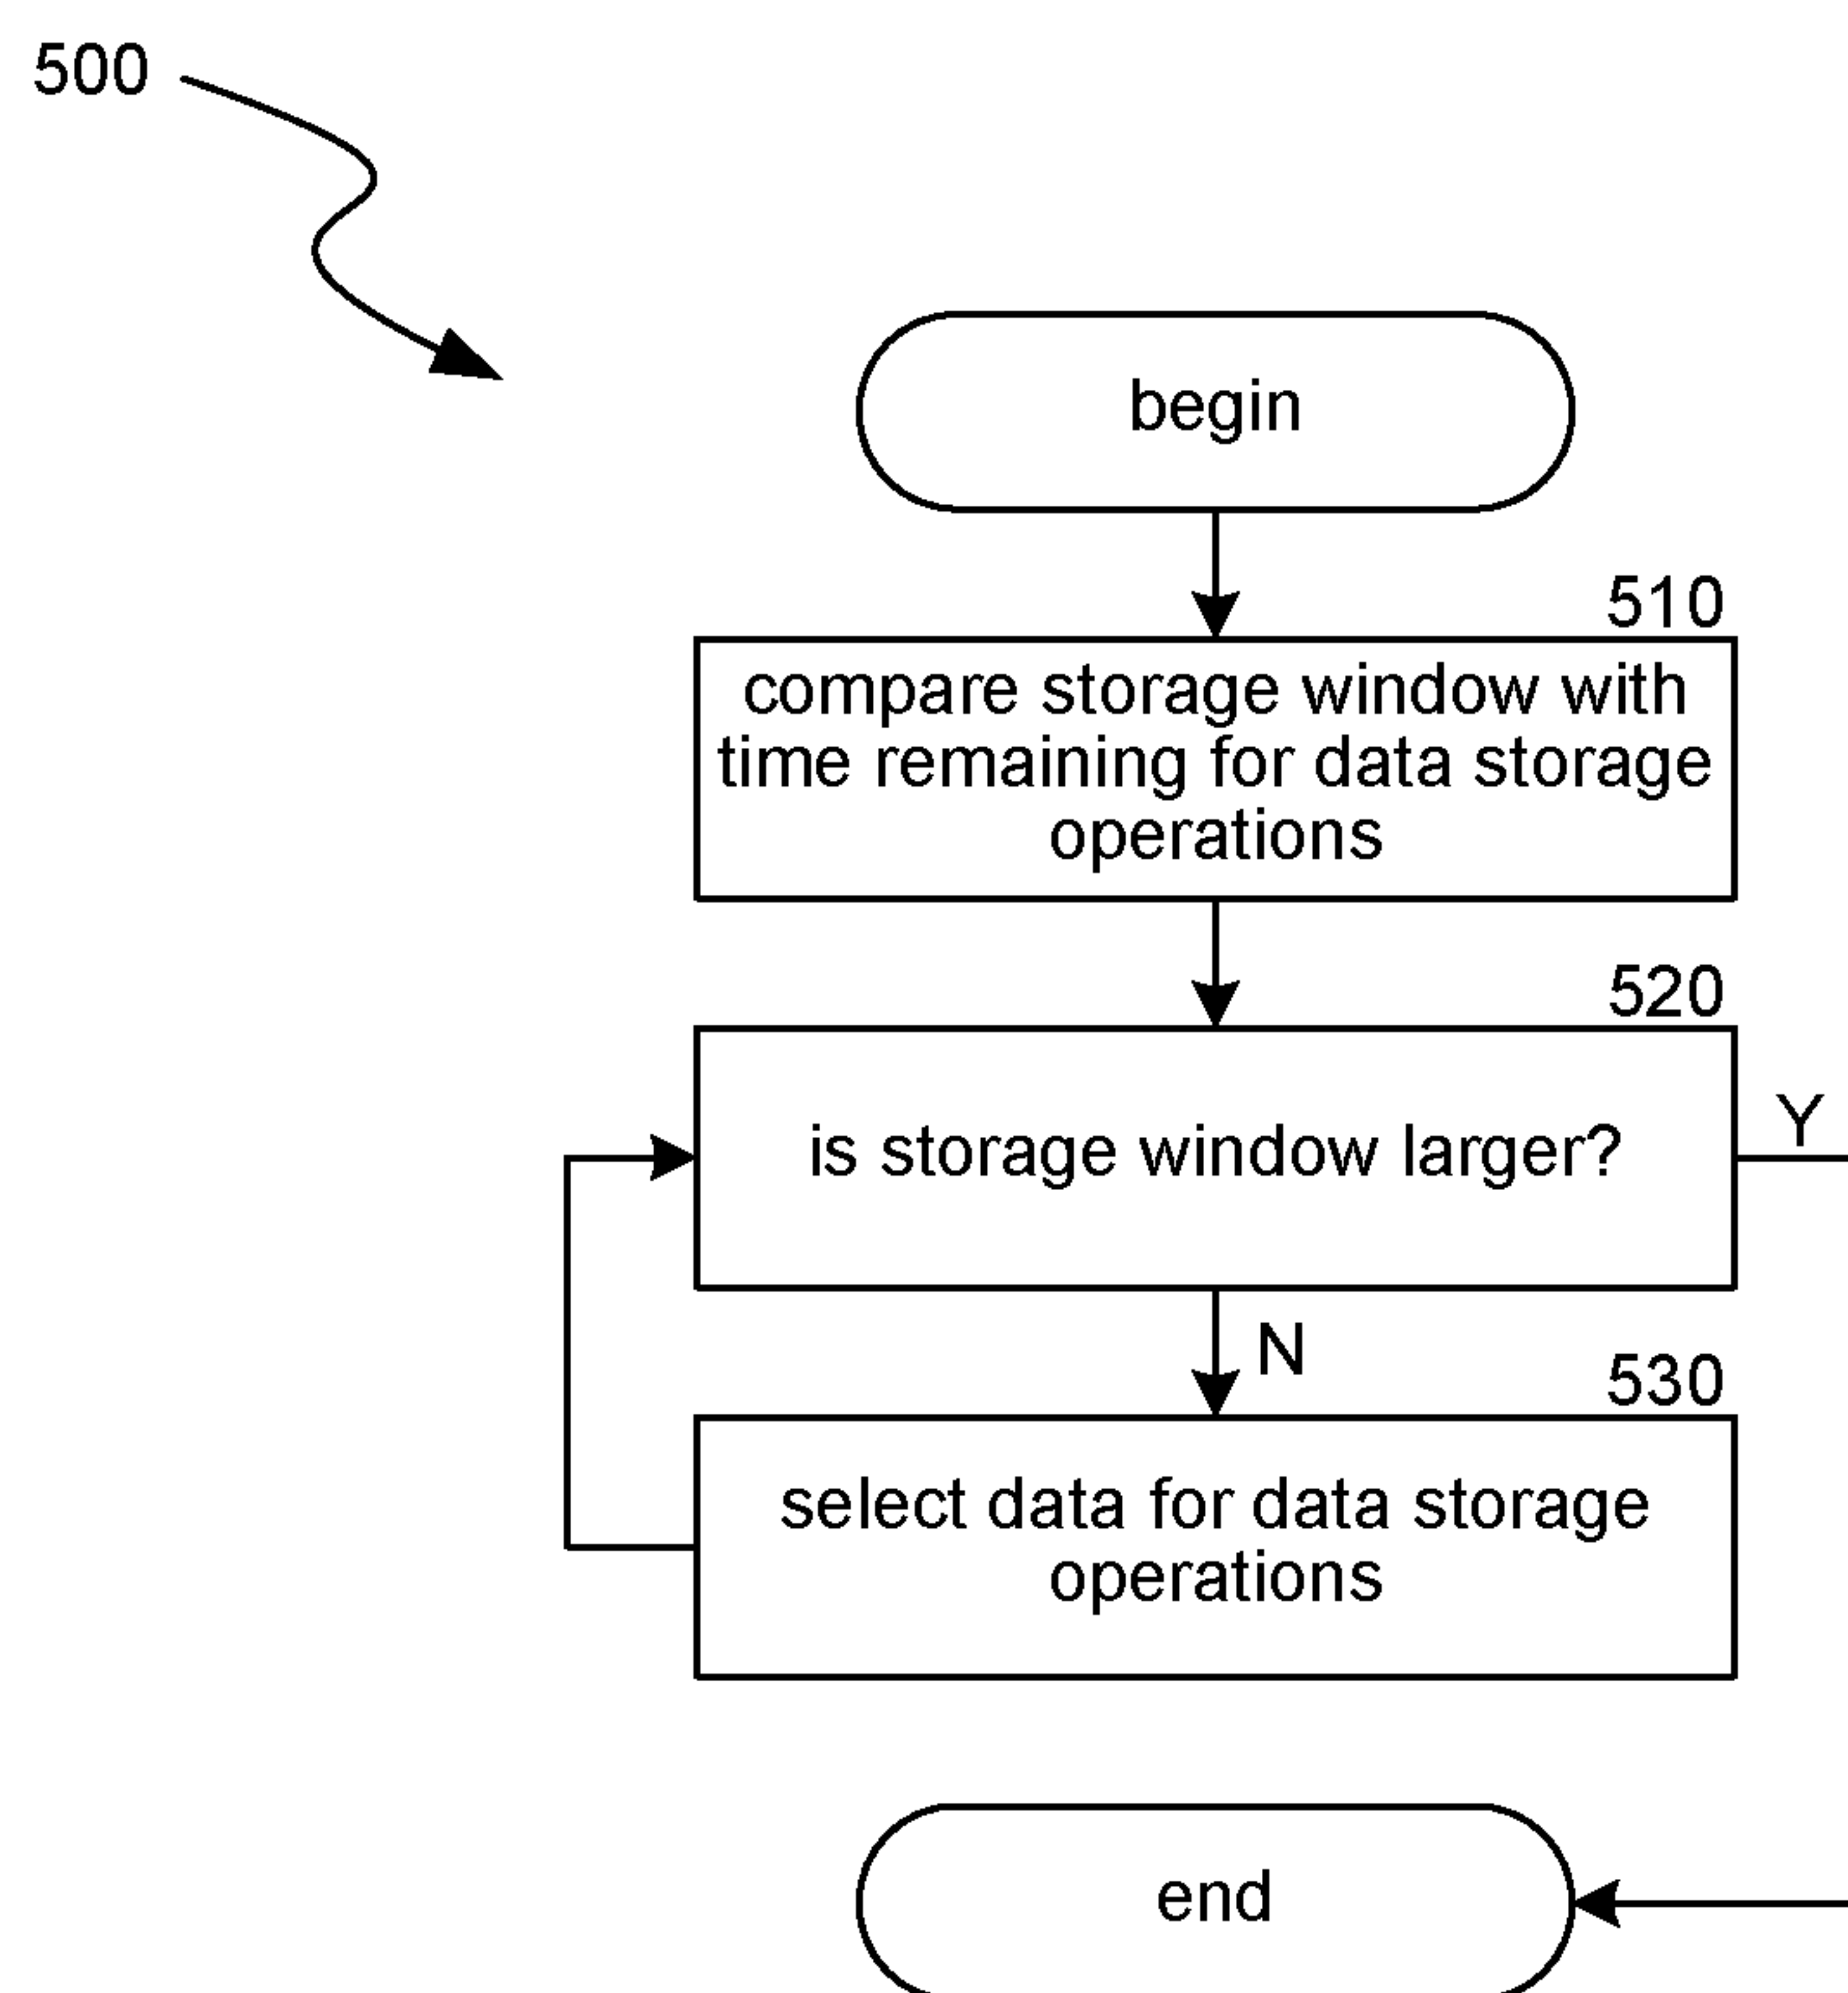 500
begin
510
compare storage window with
time remaining for data storage
operations
520
is storage window larger?
Y
N
530
select data for data storage
operations
end